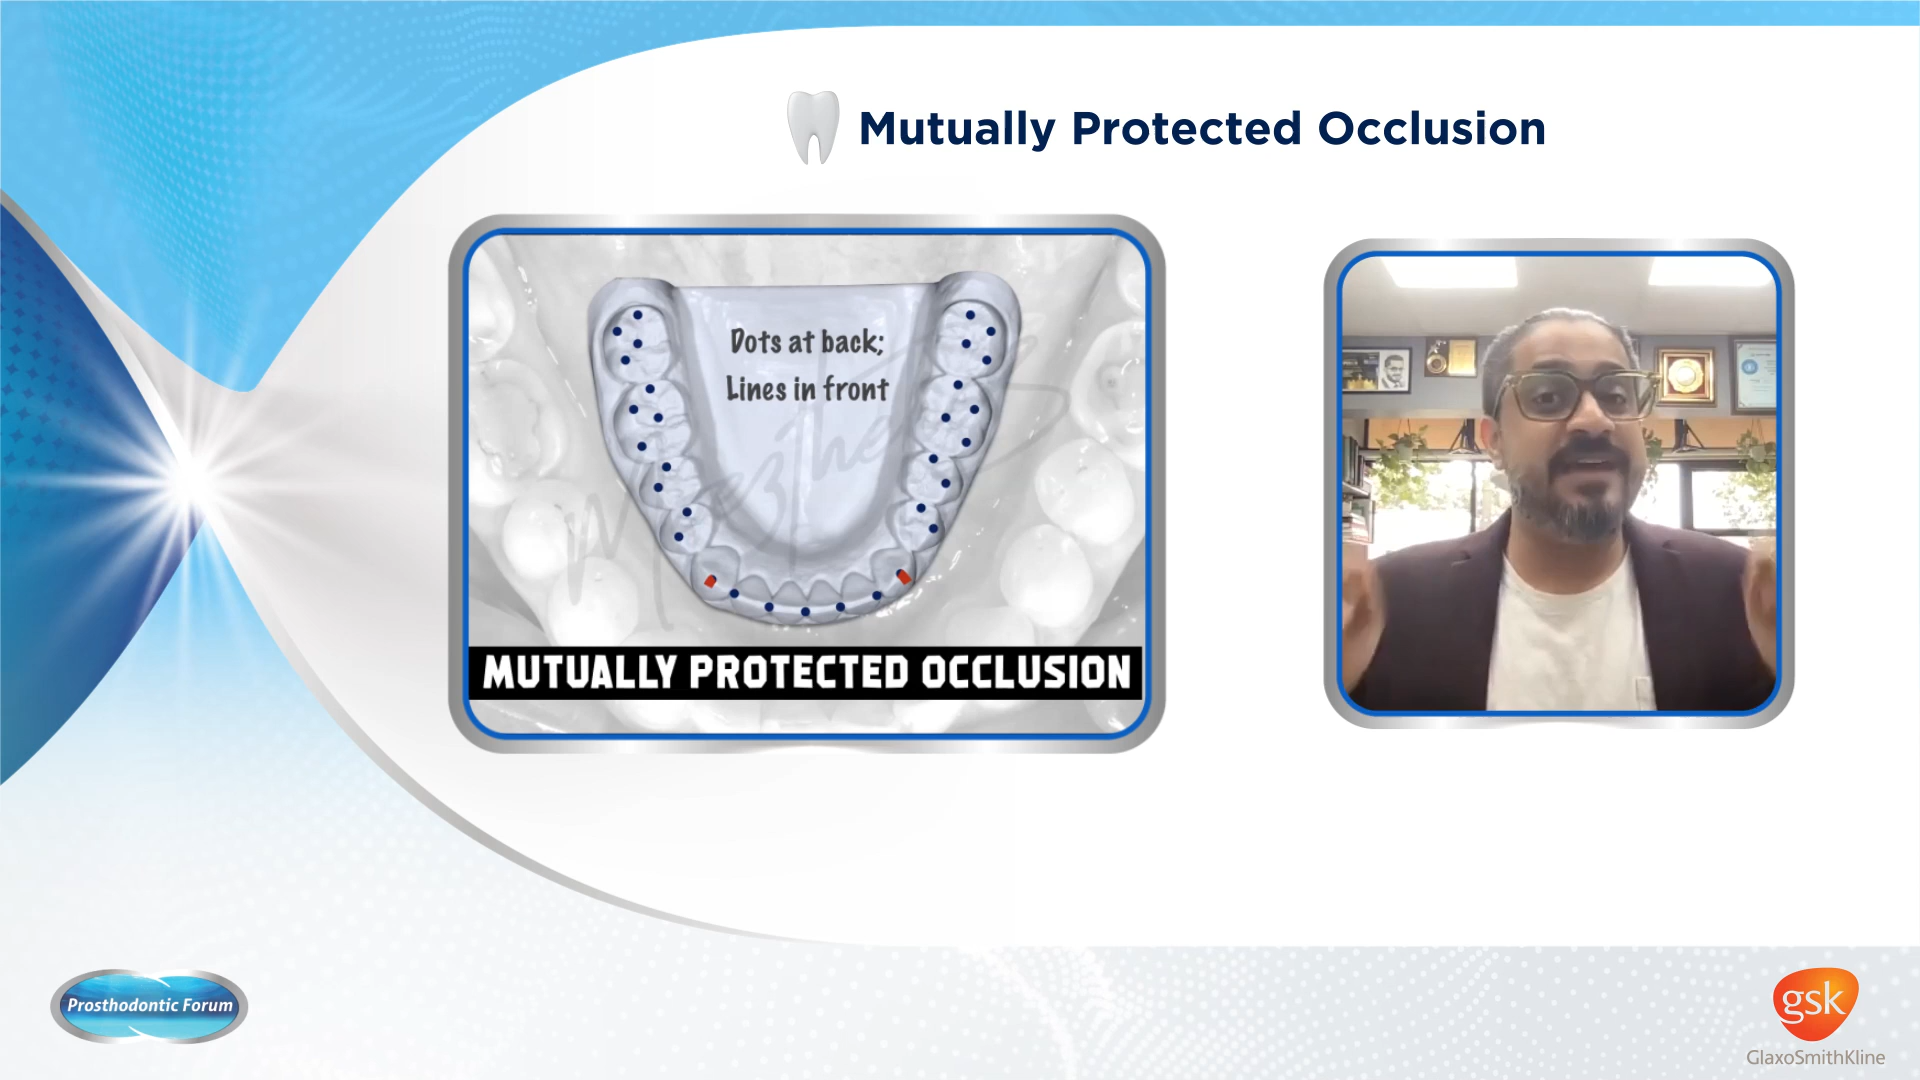 Mutually Protected Occlusion
Dots at back;
Lines in front
MUTUALLY PROTECTED OCCLUSION
Prosthodontic Forum
gsk
GlaxoSmithKline